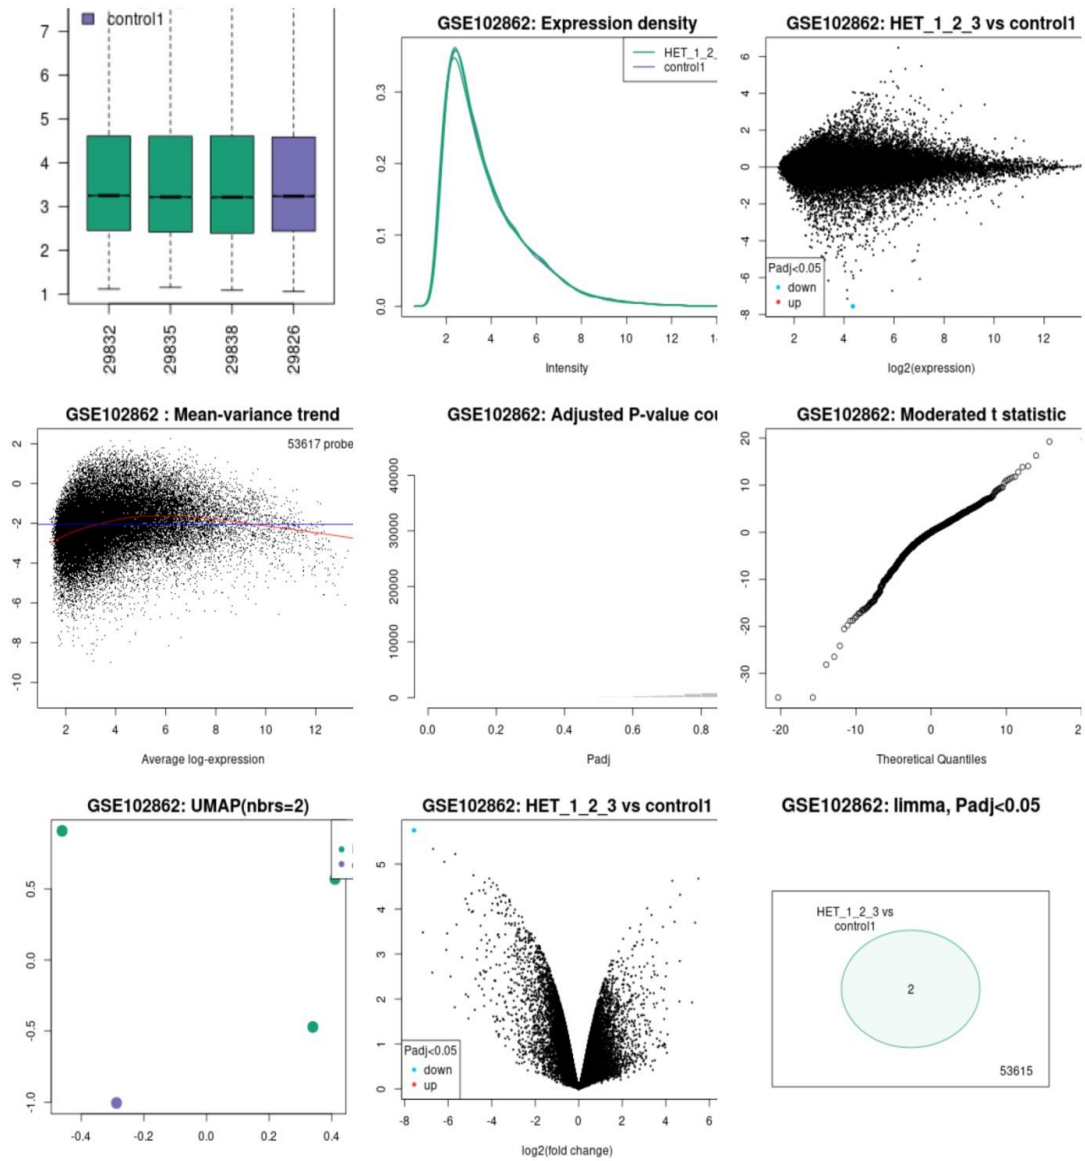 control1
7
6
5
4
3
2
1
29832
29835
29838
29826
GSE102862: Expression density
HET_1_2_
control1
0.3
0.2
0.1
0.0
2 4 6 8 10 12
Intensity
GSE102862: HET_1_2_3 vs control1
6
4
2
0
-2
-4
-6
-8
Padj<0.05
down
up
2 4 6 8 10 12
log2(expression)
GSE102862 : Mean-variance trend
53617 probe
2
0
-2
-4
-6
-8
-10
2 4 6 8 10 12
Average log-expression
GSE102862: Adjusted P-value cou
40000
30000
20000
10000
0
0.0 0.2 0.4 0.6 0.8
Padj
GSE102862: Moderated t statistic
20
10
0
-10
-20
-30
-20 -10 0 10 2
Theoretical Quantiles
GSE102862: UMAP(nbrs=2)
0.5
0.0
-0.5
-1.0
-0.4 -0.2 0.0 0.2 0.4
GSE102862: HET_1_2_3 vs control1
5
4
3
2
1
0
Padj<0.05
down
up
-8 -6 -4 -2 0 2 4 6
log2(fold change)
GSE102862: limma, Padj<0.05
HET_1_2_3 vs
control1
2
53615